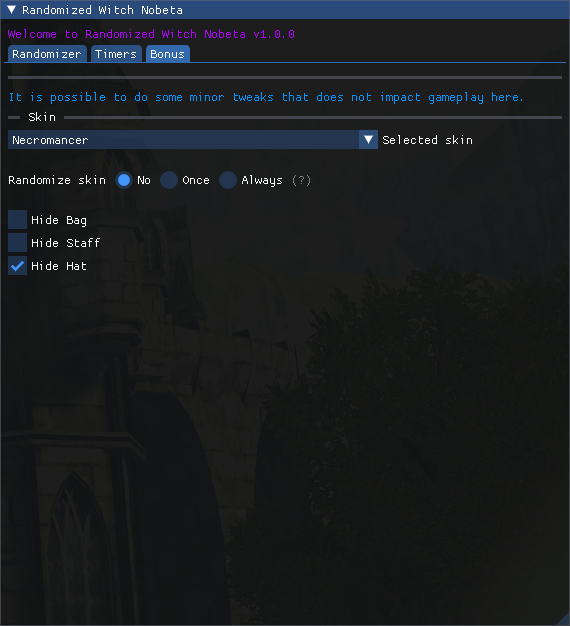 Randomized Witch Nobeta
Welcome to Randomized Witch Nobeta v1.0.0
Randomizer Timers Bonus
It is possible to do some minor tweaks that does not impact gameplay here.
Skin
Necromancer Selected skin
Randomize skin No Once Always (?)
Hide Bag
Hide Staff
Hide Hat